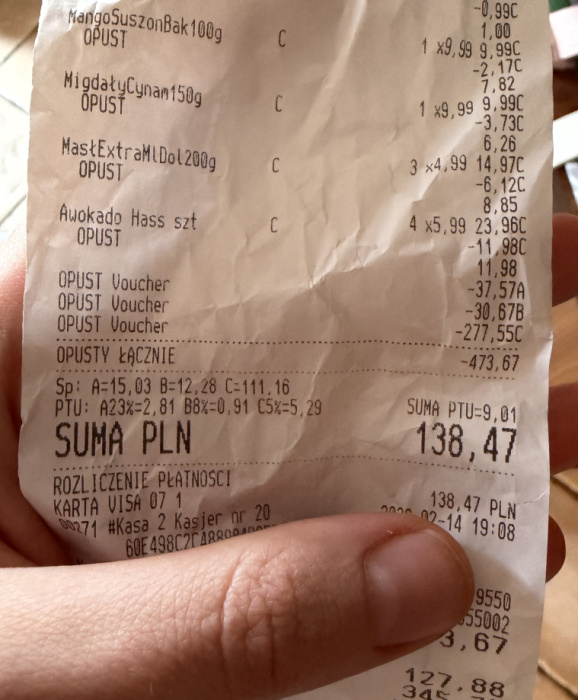 -0,99C
MangoSuszonBak100g 1,00
OPUST C 1 x9,99 9,99C
-2,17C
7,82
MigdałyCynam150g
OPUST C 1 x9,99 9,99C
-3,73C
6,26
MasłExtraMlDol200g C 3 x4,99 14,97C
OPUST -6,12C
8,85
Awokado Hass szt C 4 x5,99 23,96C
OPUST -11,98C
11,98
OPUST Voucher -37,57A
OPUST Voucher -30,67B
OPUST Voucher -277,55C
OPUSTY ŁĄCZNIE -473,67
Sp: A=15,03 B=12,28 C=111,16
PTU: A23%=2,81 B8%=0,91 C5%=5,29 SUMA PTU=9,01
SUMA PLN 138,47
ROZLICZENIE PŁATNOŚCI
KARTA VISA 07 1 138,47 PLN
#Kasa 2 Kasjer nr 20 02-14 19:08
9550
55002
3,67
127,88